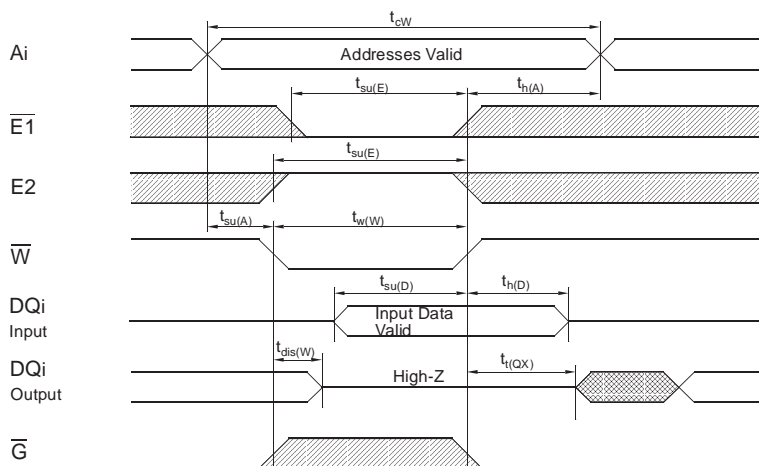 t_cW
Ai Addresses Valid
t_su(E) t_h(A)
E1
t_su(E)
E2
t_su(A) t_w(W)
W
t_su(D) t_h(D)
DQi
Input
Input Data
Valid
t_dis(W)
DQi High-Z t_t(QX)
Output
G